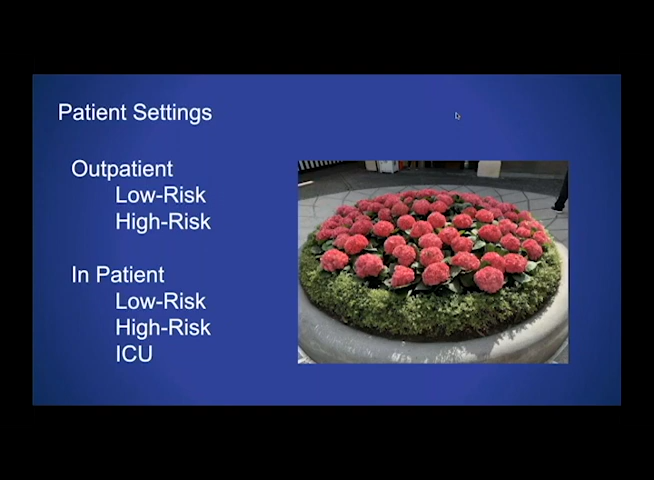 Patient Settings
Outpatient
Low-Risk
High-Risk
In Patient
Low-Risk
High-Risk
ICU